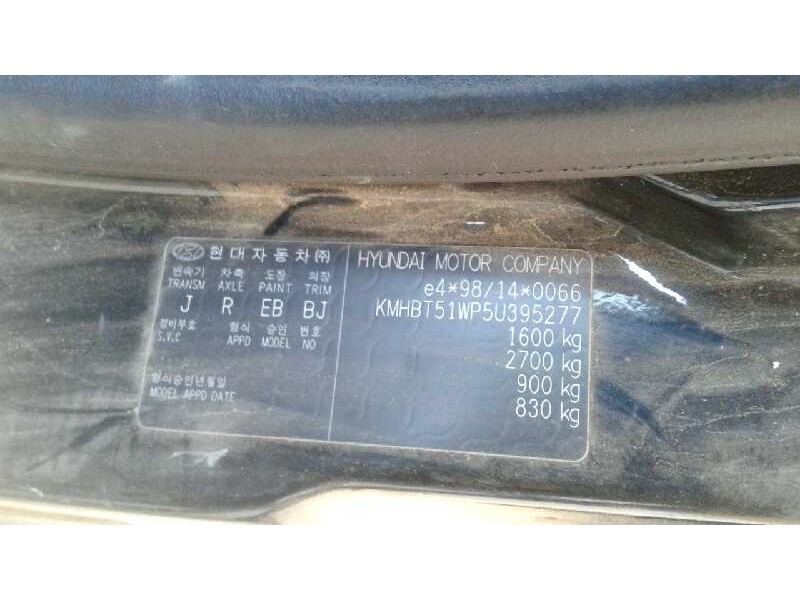 현대자동차㈜
변속기 차축 도장 의장
TRANSM AXLE PAINT TRIM
J R EB BJ
정비부호 형식 승인 번호
S.V.C APPD MODEL NO
형식승인년월일
MODEL APPD DATE
HYUNDAI MOTOR COMPANY
e4*98/14*0066
KMHBT51WP5U395277
1600 kg
2700 kg
900 kg
830 kg